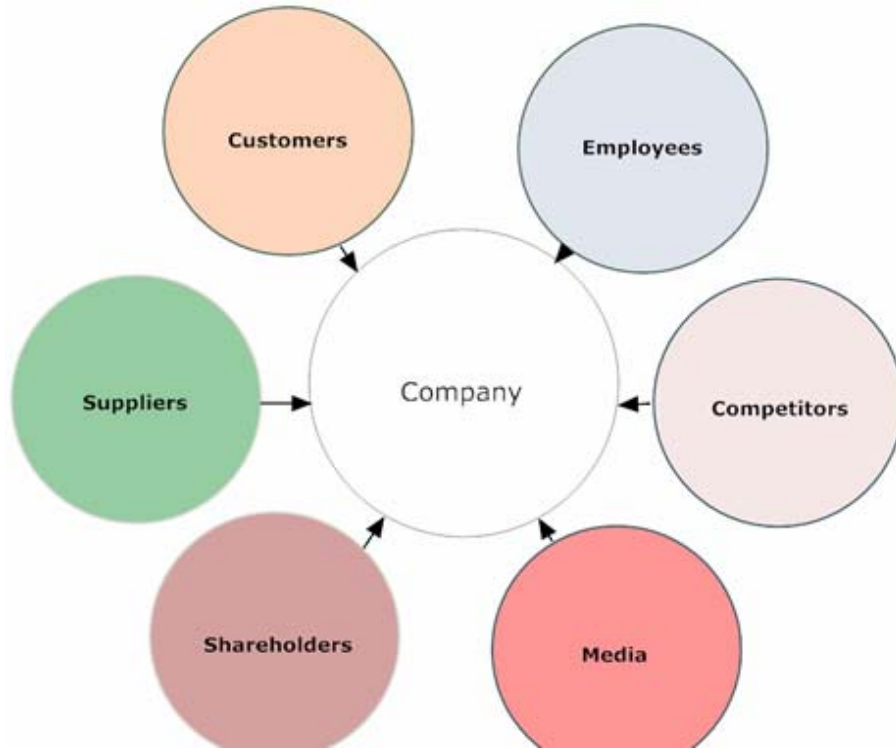 Customers
Employees
Suppliers
Company
Competitors
Shareholders
Media